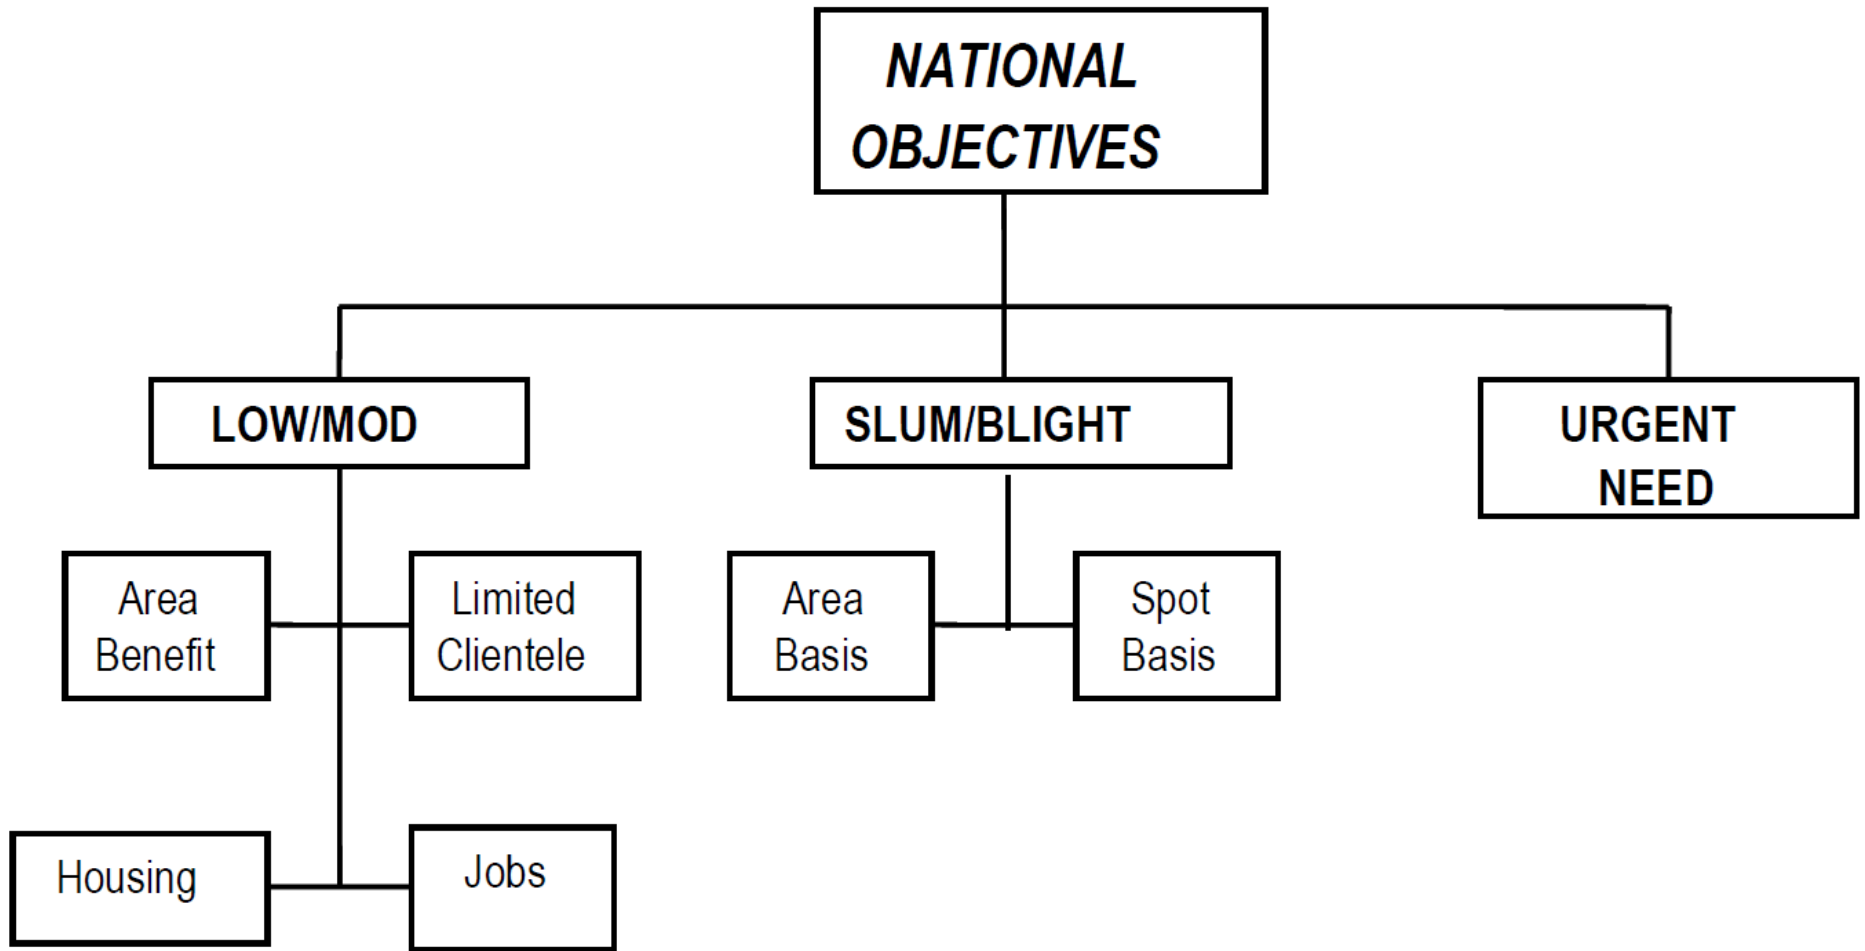 NATIONAL
OBJECTIVES
LOW/MOD
SLUM/BLIGHT
URGENT
NEED
Area
Benefit
Limited
Clientele
Area
Basis
Spot
Basis
Housing
Jobs